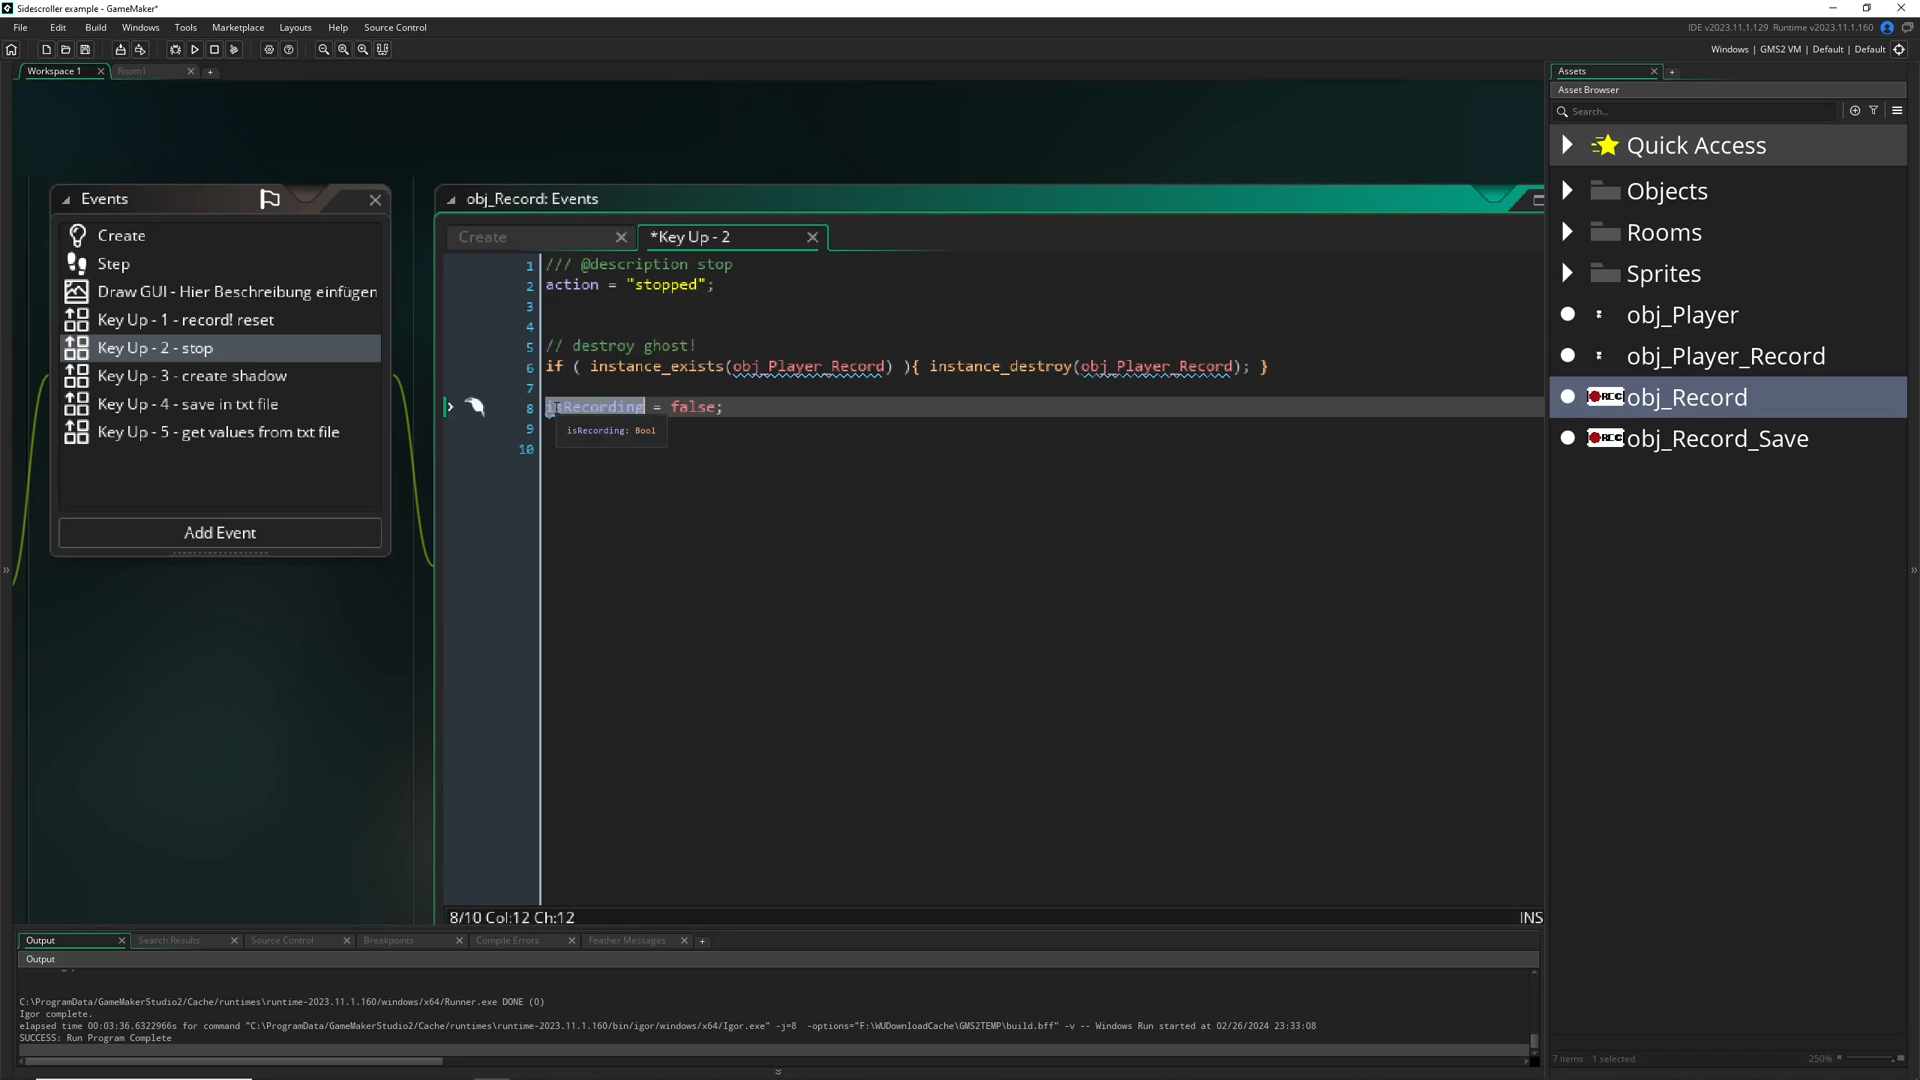 Sidescroller example - GameMaker*
File Edit Build Windows Tools Marketplace Layouts Help Source Control
IDE v2023.11.1.129 Runtime v2023.11.1.160
Windows | GMS2 VM | Default | Default
Workspace 1
Room1
Assets
Asset Browser
Search...
Quick Access
Objects
Rooms
Sprites
obj_Player
obj_Player_Record
REC obj_Record
REC obj_Record_Save
7 items 1 selected
250%
Events
Create
Step
Draw GUI - Hier Beschreibung einfügen
Key Up - 1 - record! reset
Key Up - 2 - stop
Key Up - 3 - create shadow
Key Up - 4 - save in txt file
Key Up - 5 - get values from txt file
Add Event
obj_Record: Events
Create
*Key Up - 2
1 /// @description stop
2 action = "stopped";
3
4
5 // destroy ghost!
6 if ( instance_exists(obj_Player_Record) ){ instance_destroy(obj_Player_Record); }
7
8 isRecording = false;
9
isRecording: Bool
10
8/10 Col:12 Ch:12
INS
Output Search Results Source Control Breakpoints Compile Errors Feather Messages
Output
C:\ProgramData/GameMakerStudio2/Cache/runtimes\runtime-2023.11.1.160/windows/x64/Runner.exe DONE (0)
Igor complete.
elapsed time 00:03:36.6322966s for command "C:\ProgramData/GameMakerStudio2/Cache/runtimes\runtime-2023.11.1.160/bin/igor/windows/x64/Igor.exe" -j=8 -options="F:\WUDownloadCache\GMS2TEMP\build.bff" -v -- Windows Run started at 02/26/2024 23:33:08
SUCCESS: Run Program Complete